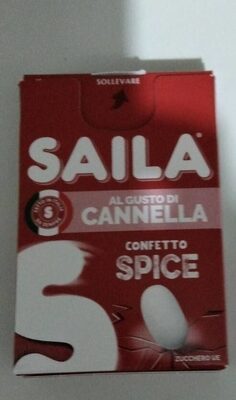 SOLLEVARE
SAILA®
AL GUSTO DI
CANNELLA
S
CONFETTO
SPICE
S
ZUCCHERO UE